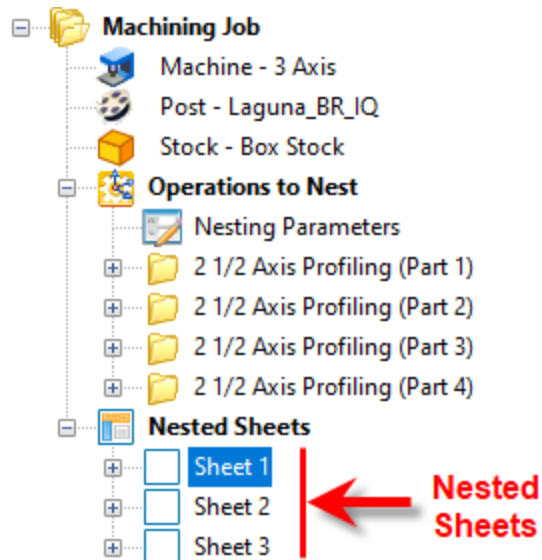 Machining Job
Machine - 3 Axis
Post - Laguna_BR_IQ
Stock - Box Stock
Operations to Nest
Nesting Parameters
2 1/2 Axis Profiling (Part 1)
2 1/2 Axis Profiling (Part 2)
2 1/2 Axis Profiling (Part 3)
2 1/2 Axis Profiling (Part 4)
Nested Sheets
Sheet 1
Sheet 2
Sheet 3
Nested
Sheets